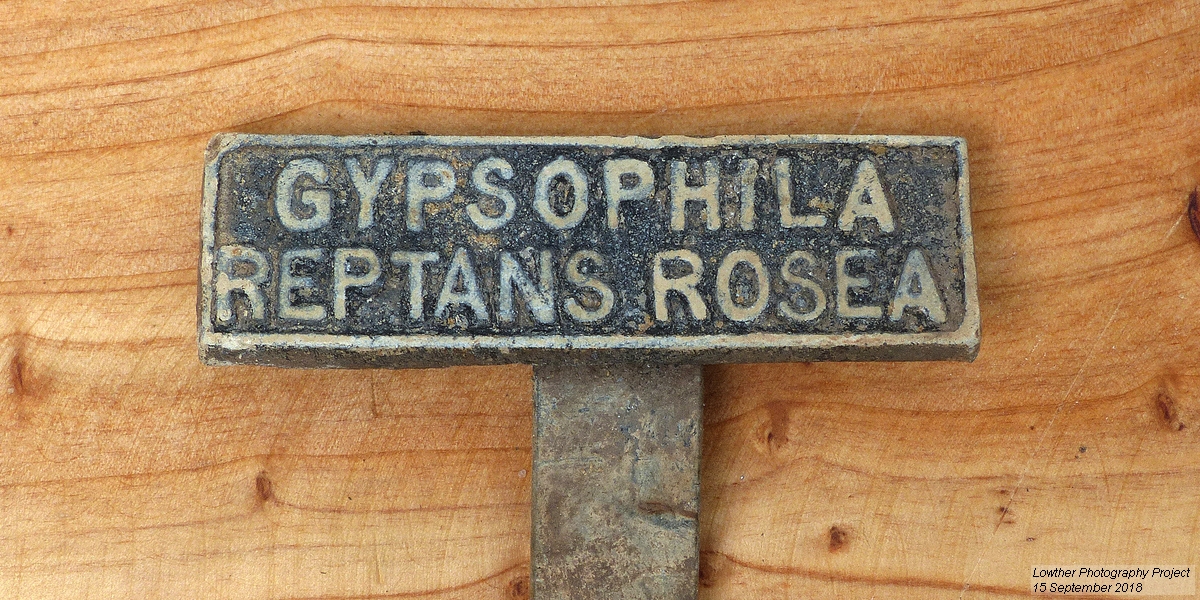 GYPSOPHILA
REPTANS ROSEA
Lowther Photography Project
15 September 2018